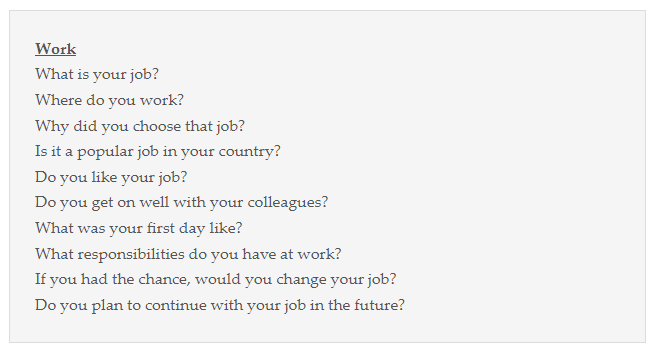 Work
What is your job?
Where do you work?
Why did you choose that job?
Is it a popular job in your country?
Do you like your job?
Do you get on well with your colleagues?
What was your first day like?
What responsibilities do you have at work?
If you had the chance, would you change your job?
Do you plan to continue with your job in the future?